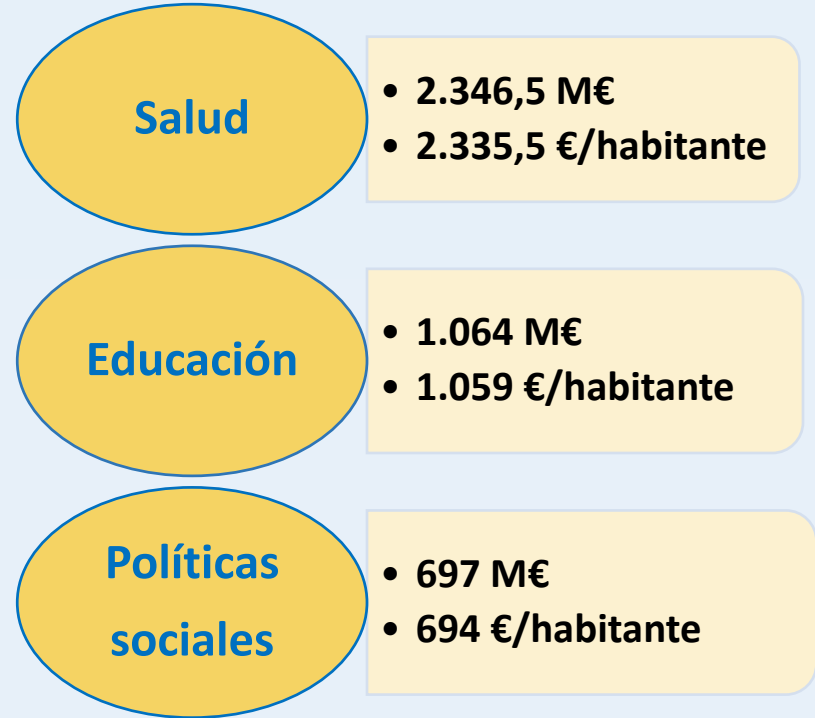 Salud
• 2.346,5 M€
• 2.335,5 €/habitante
Educación
• 1.064 M€
• 1.059 €/habitante
Políticas
sociales
• 697 M€
• 694 €/habitante